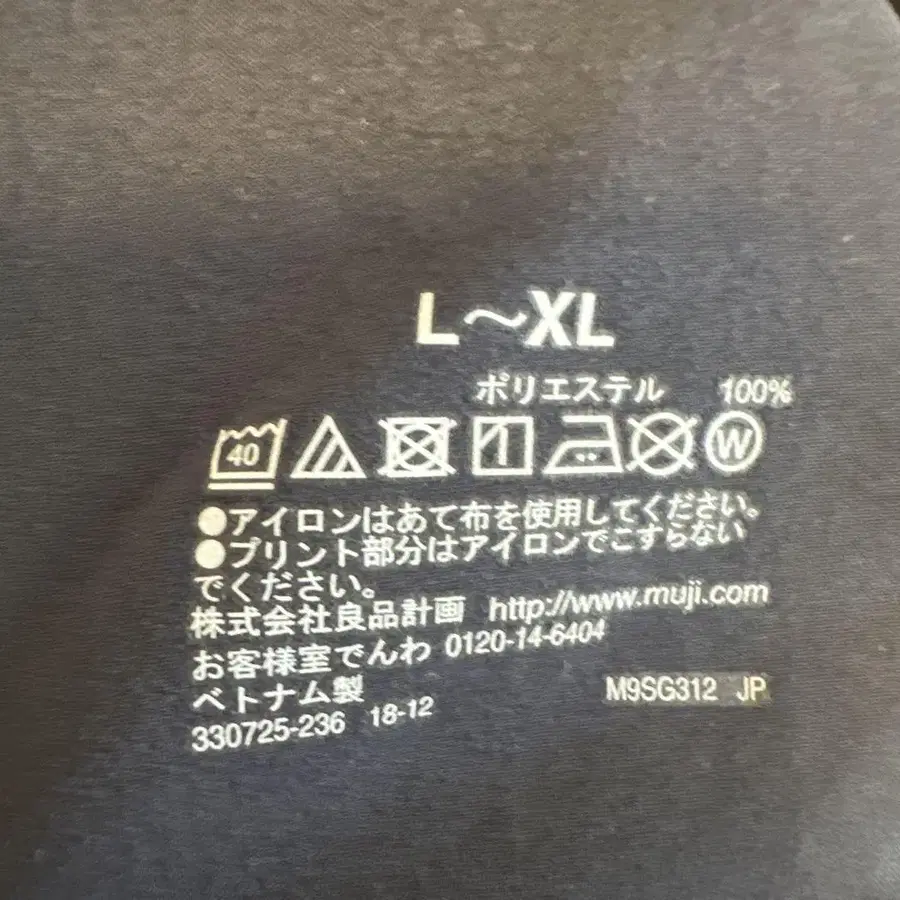 L～XL
ポリエステル 100%
40 W
●アイロンはあて布を使用してください。
●プリント部分はアイロンでこすらない
でください。
株式会社良品計画 http://www.muji.com
お客様室でんわ 0120-14-6404
ベトナム製 M9SG312 JP
330725-236 18-12